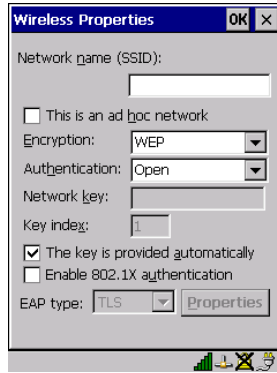 Wireless Properties OK ×
Network name (SSID):
This is an ad hoc network
Encryption: WEP
Authentication: Open
Network key:
Key index: 1
The key is provided automatically
Enable 802.1X authentication
EAP type: TLS Properties